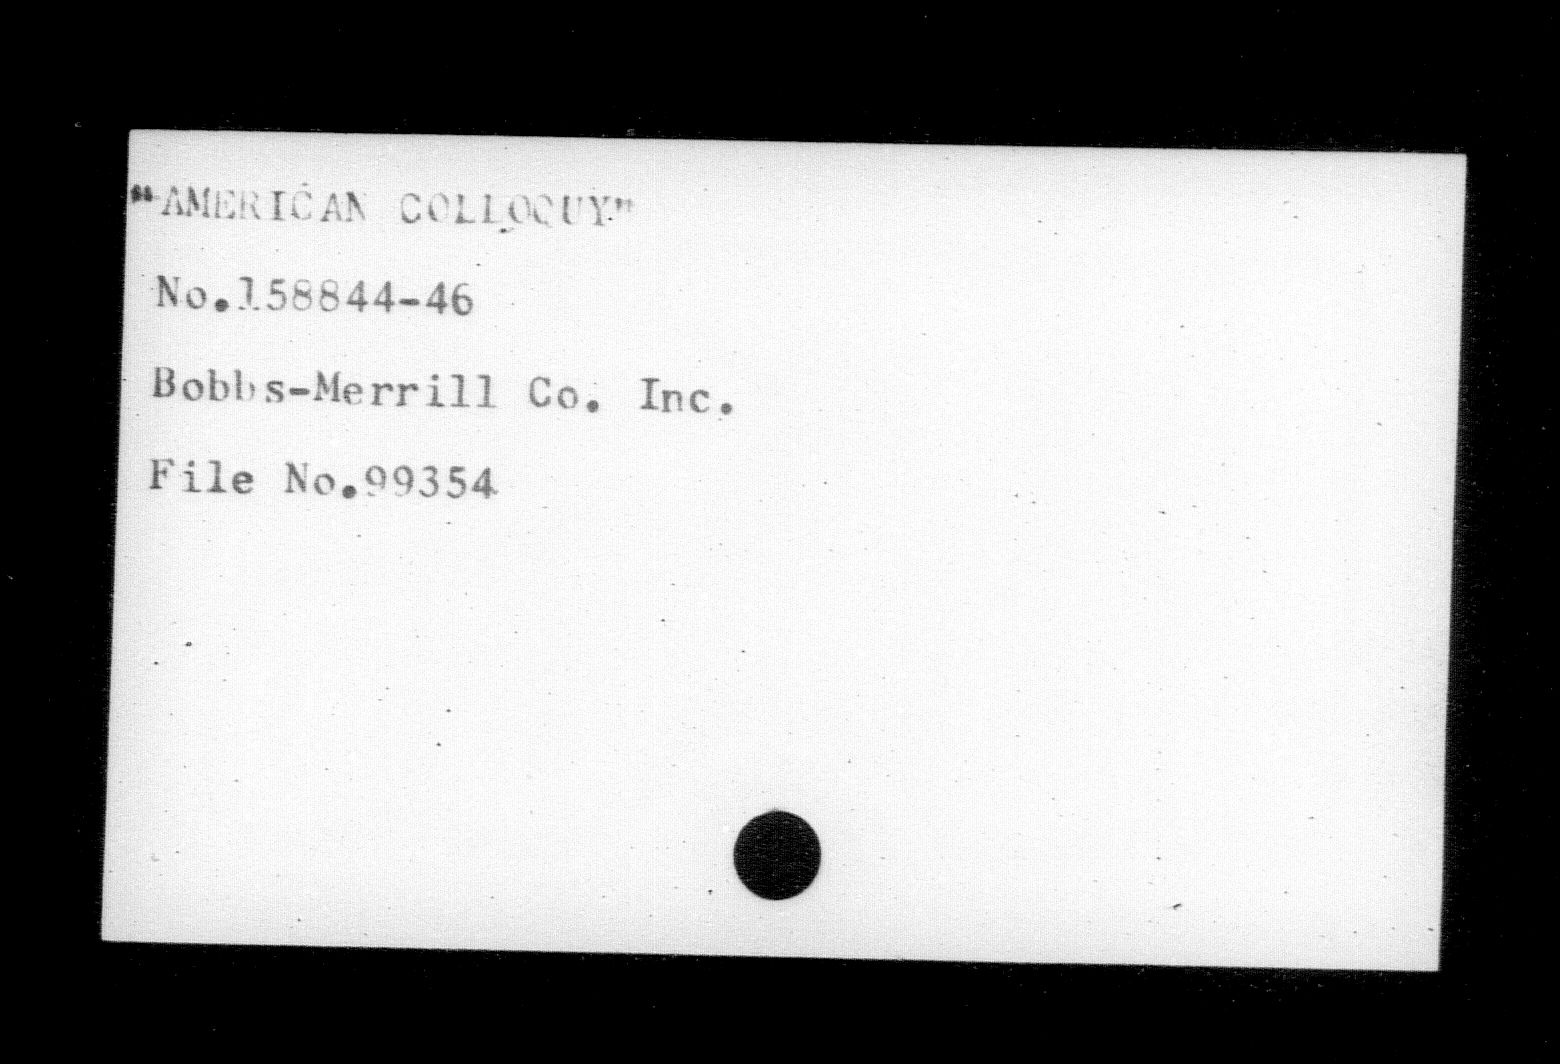 "AMERICAN COLLOQUY"
No.158844-46
Bobbs-Merrill Co. Inc.
File No.99354